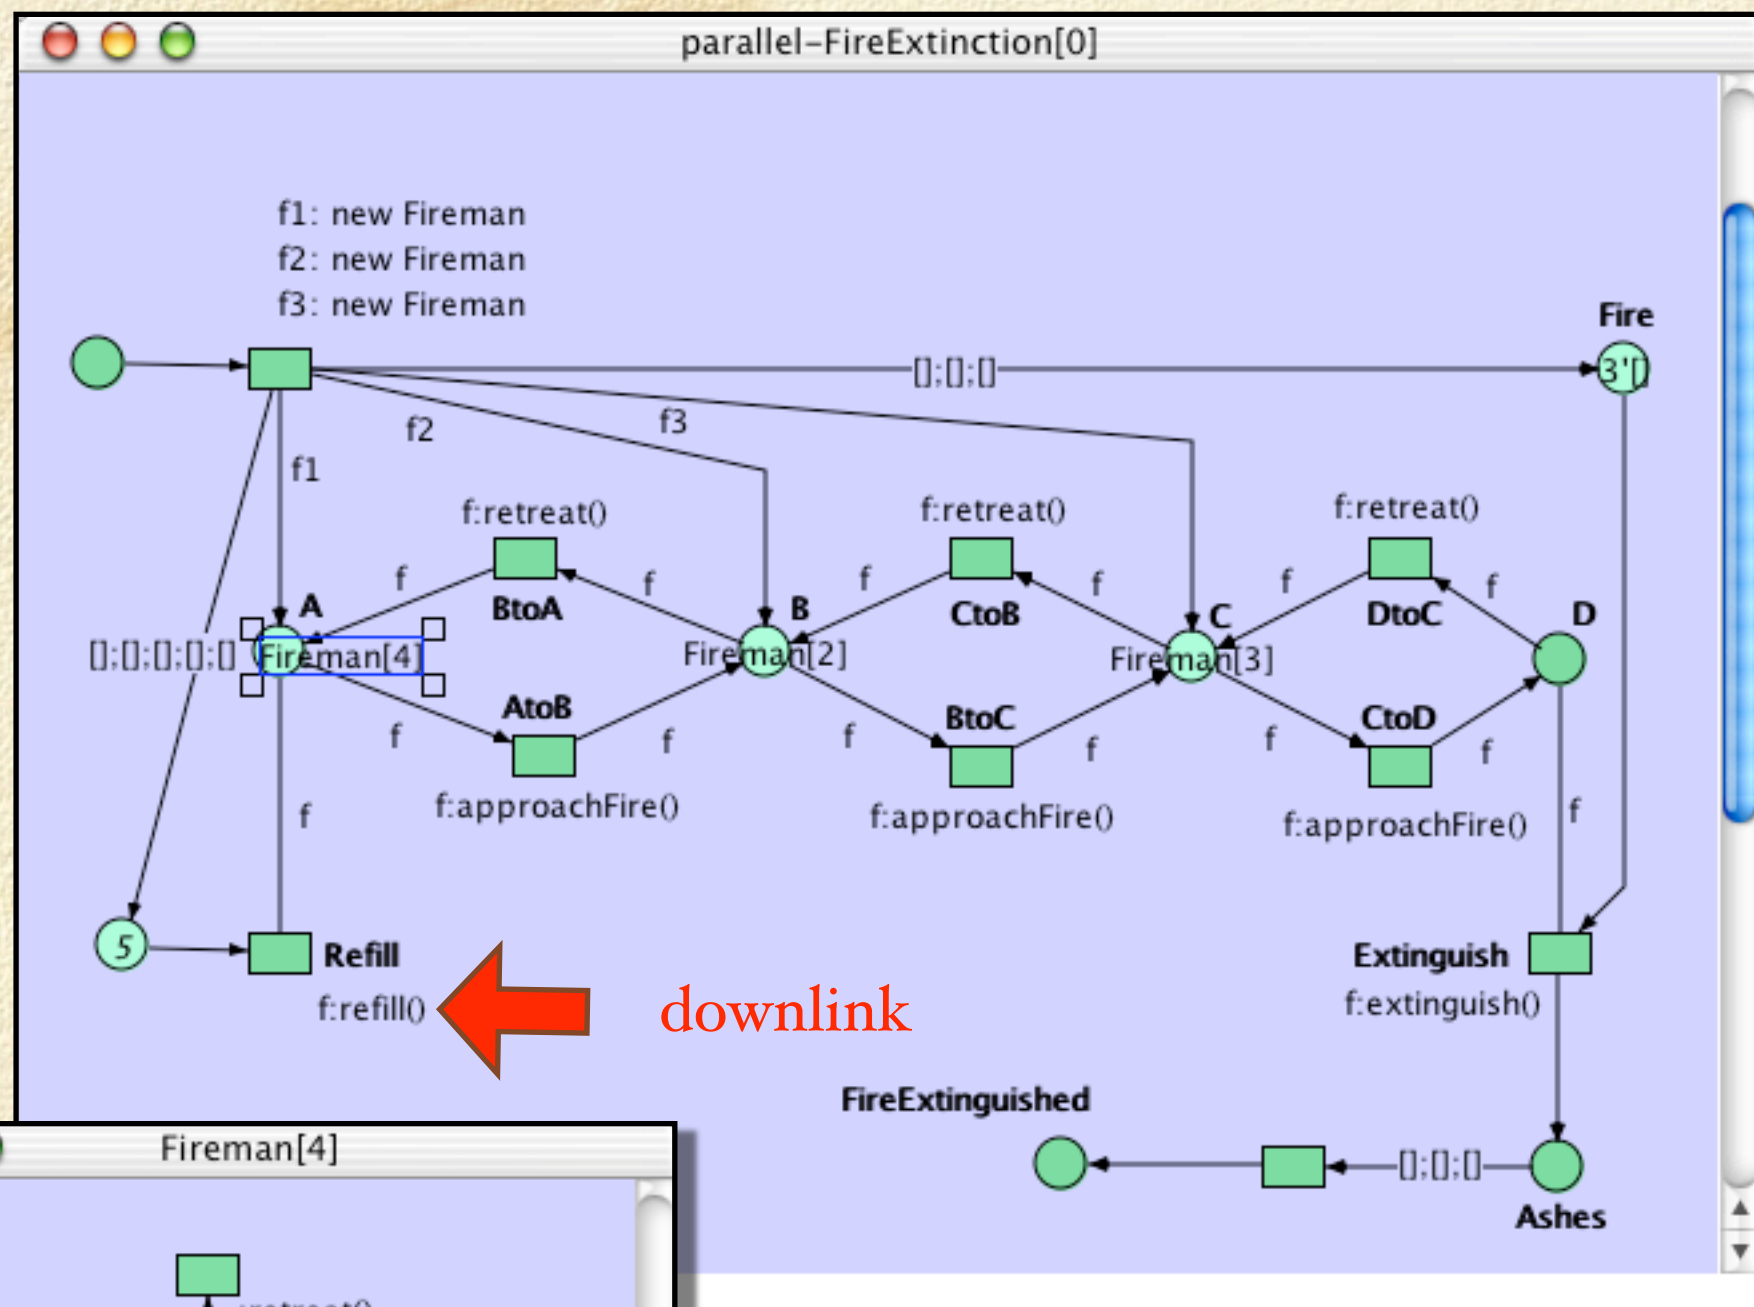 parallel-FireExtinction[0]
f1: new Fireman
f2: new Fireman
f3: new Fireman
Fire
[];[];[]
3'[]
f2
f3
f1
f:retreat()
f:retreat()
f:retreat()
f
f
f
f
f
f
A
BtoA
B
CtoB
C
DtoC
D
[];[];[];[];[]
Fireman[4]
Fireman[2]
Fireman[3]
AtoB
BtoC
CtoD
f
f
f
f
f
f
f:approachFire()
f:approachFire()
f:approachFire()
f
f
5
Refill
f:refill()
downlink
Extinguish
f:extinguish()
FireExtinguished
[];[];[]
Ashes
Fireman[4]
:retreat()